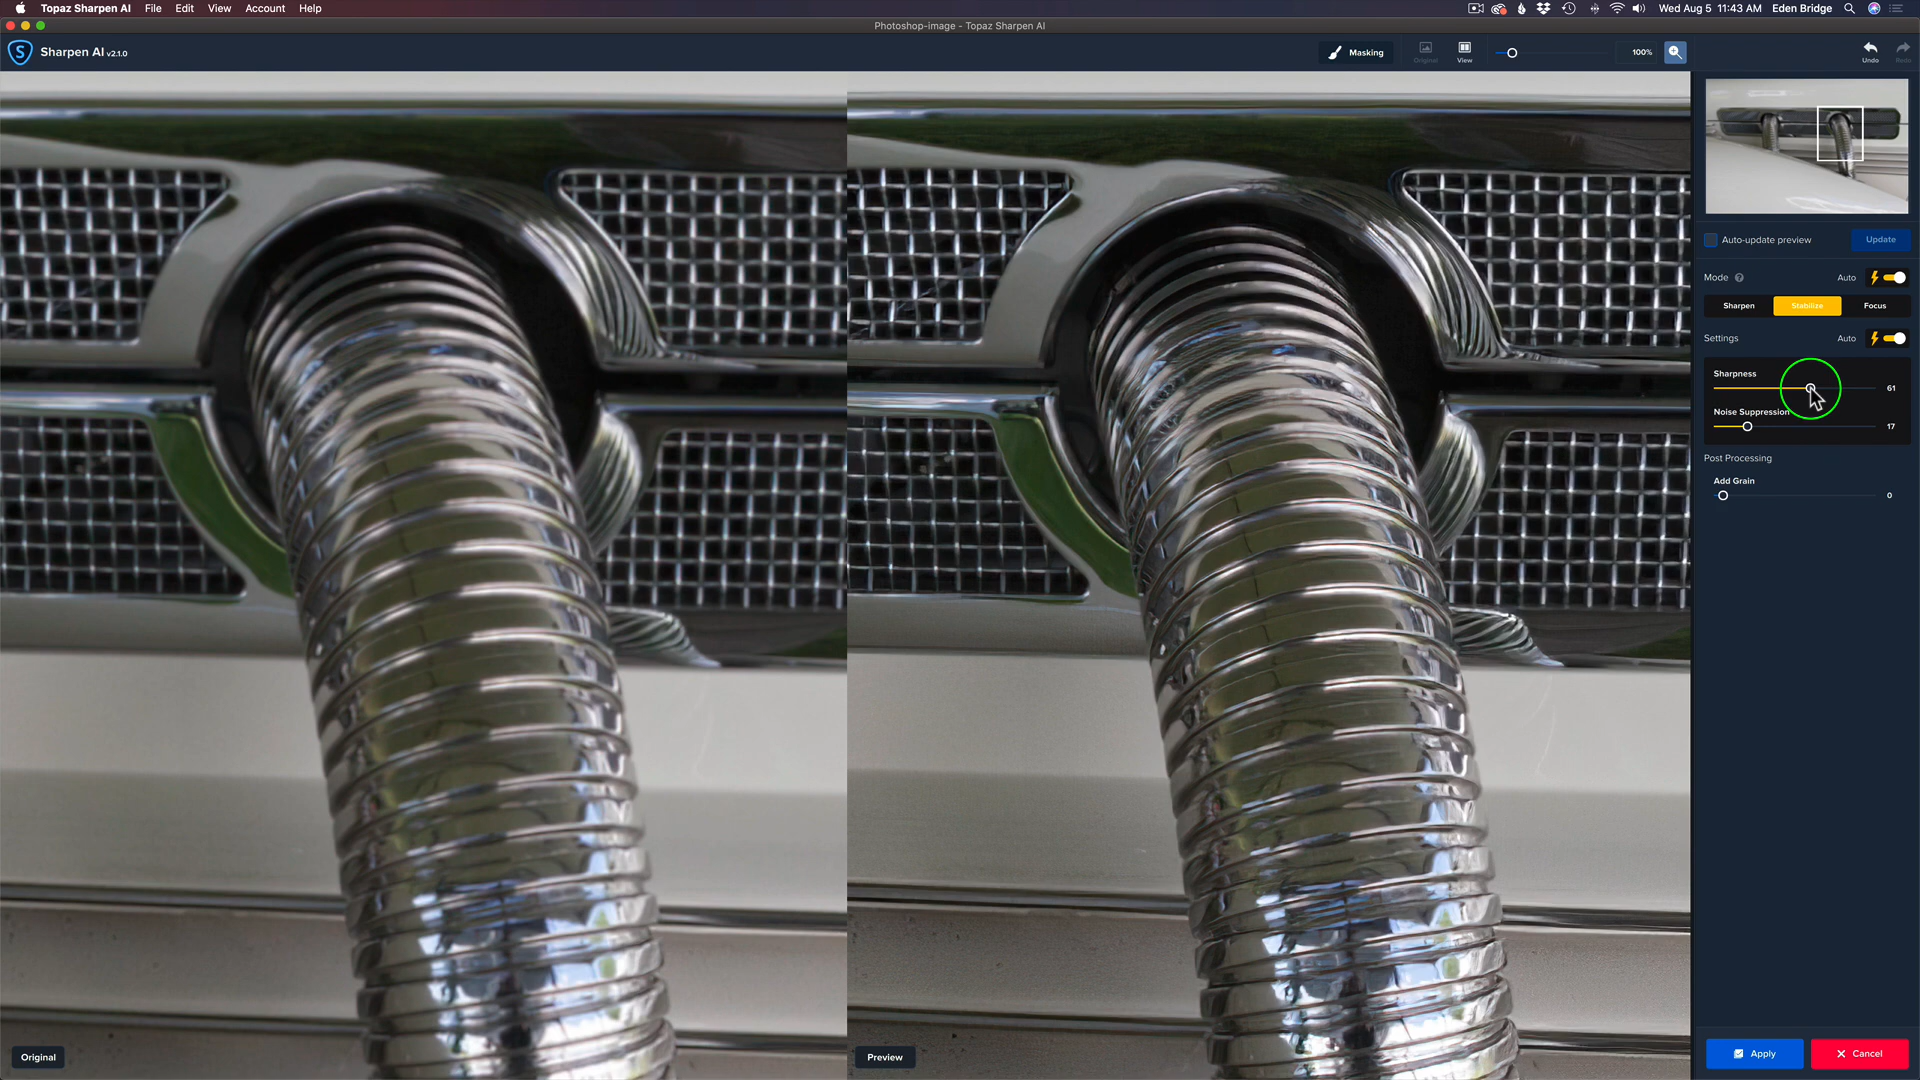 Topaz Sharpen AI File Edit View Account Help Wed Aug 5 11:43 AM Eden Bridge
Photoshop-image - Topaz Sharpen AI
Sharpen AI v2.1.0
Masking
Original
View
100%
Undo
Redo
Auto-update preview
Update
Mode ? Auto
Sharpen Stabilize Focus
Settings Auto
Sharpness
61
Noise Suppression
17
Post Processing
Add Grain
0
Original
Preview
Apply
Cancel